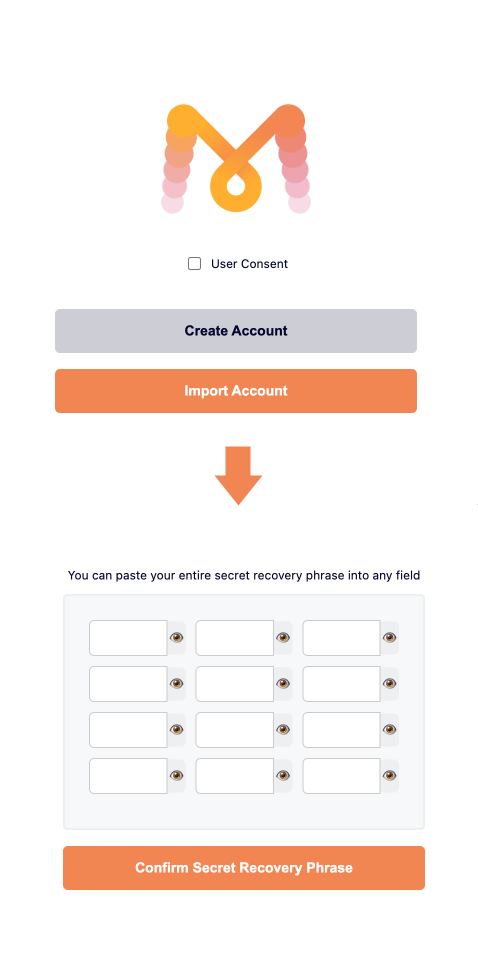 User Consent
Create Account
Import Account
You can paste your entire secret recovery phrase into any field
Confirm Secret Recovery Phrase